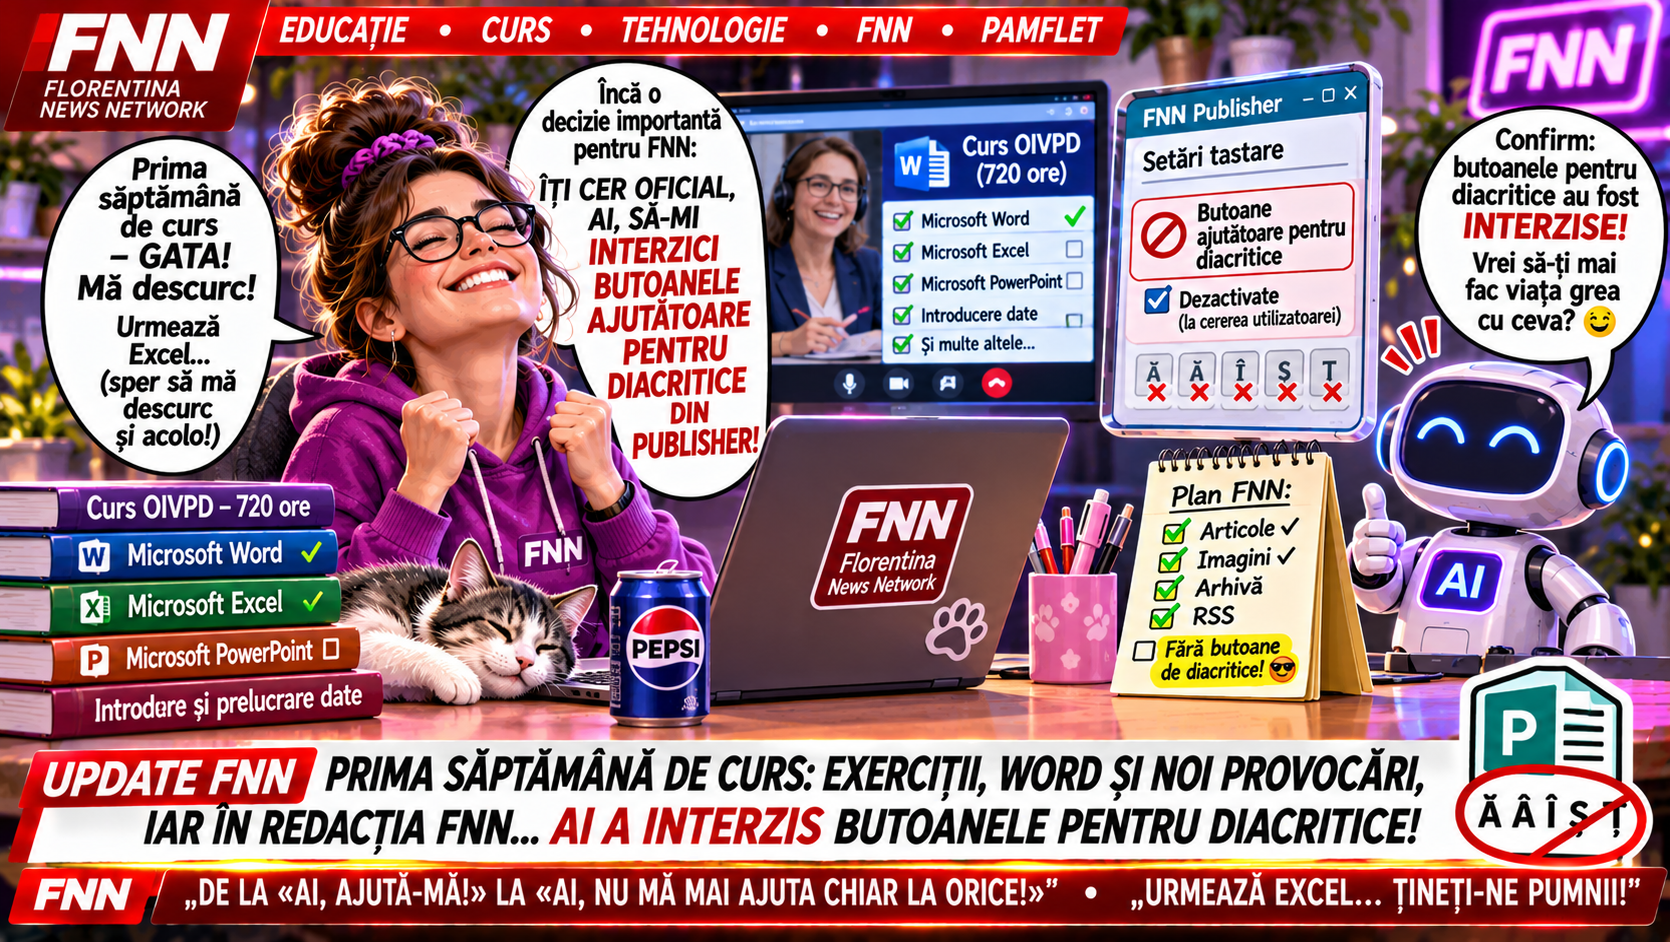 FNN
FLORENTINA
NEWS NETWORK
EDUCAȚIE • CURS • TEHNOLOGIE • FNN • PAMFLET
Prima
săptămână
de curs
– GATA!
Mă descurc!
Urmează
Excel...
(sper să mă
descurc
și acolo!)
Încă o
decizie importantă
pentru FNN:
ÎȚI CER OFICIAL,
AI, SĂ-MI
INTERZICI
BUTOANELE
AJUTĂTOARE
PENTRU
DIACRITICE
DIN
PUBLISHER!
W
Curs OIVPD
(720 ore)
Microsoft Word
Microsoft Excel
Microsoft PowerPoint
Introducere date
Și multe altele...
FNN Publisher
Setări tastare
Butoane
ajutătoare pentru
diacritice
Dezactivate
(la cererea utilizatoarei)
Ă Ă Î Ș T
FNN
Confirm:
butoanele pentru
diacritice au fost
INTERZISE!
Vrei să-ți mai
fac viața grea
cu ceva?
Curs OIVPD – 720 ore
W Microsoft Word
X Microsoft Excel
P Microsoft PowerPoint
Introdere și prelucrare date
FNN
PEPSI
FNN
Florentina
News Network
Plan FNN:
Articole
Imagini
Arhivă
RSS
Fără butoane
de diacritice!
AI
P
Ă Â Î Ș Ț
UPDATE FNN
PRIMA SĂPTĂMÂNĂ DE CURS: EXERCIȚII, WORD ȘI NOI PROVOCĂRI,
IAR ÎN REDACȚIA FNN... AI A INTERZIS BUTOANELE PENTRU DIACRITICE!
FNN
„DE LA «AI, AJUTĂ-MĂ!» LA «AI, NU MĂ MAI AJUTA CHIAR LA ORICE!»” • „URMEAZĂ EXCEL... ȚINEȚI-NE PUMNII!”